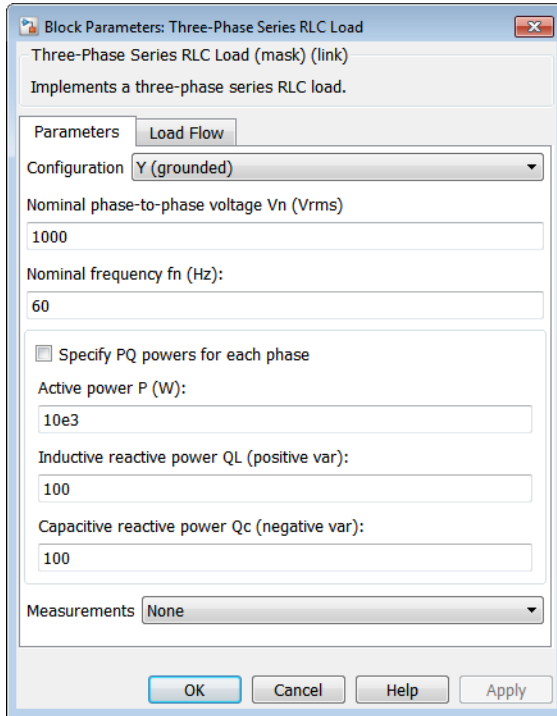 Block Parameters: Three-Phase Series RLC Load
Three-Phase Series RLC Load (mask) (link)
Implements a three-phase series RLC load.
Parameters Load Flow
Configuration Y (grounded)
Nominal phase-to-phase voltage Vn (Vrms)
1000
Nominal frequency fn (Hz):
60
Specify PQ powers for each phase
Active power P (W):
10e3
Inductive reactive power QL (positive var):
100
Capacitive reactive power Qc (negative var):
100
Measurements None
OK Cancel Help Apply